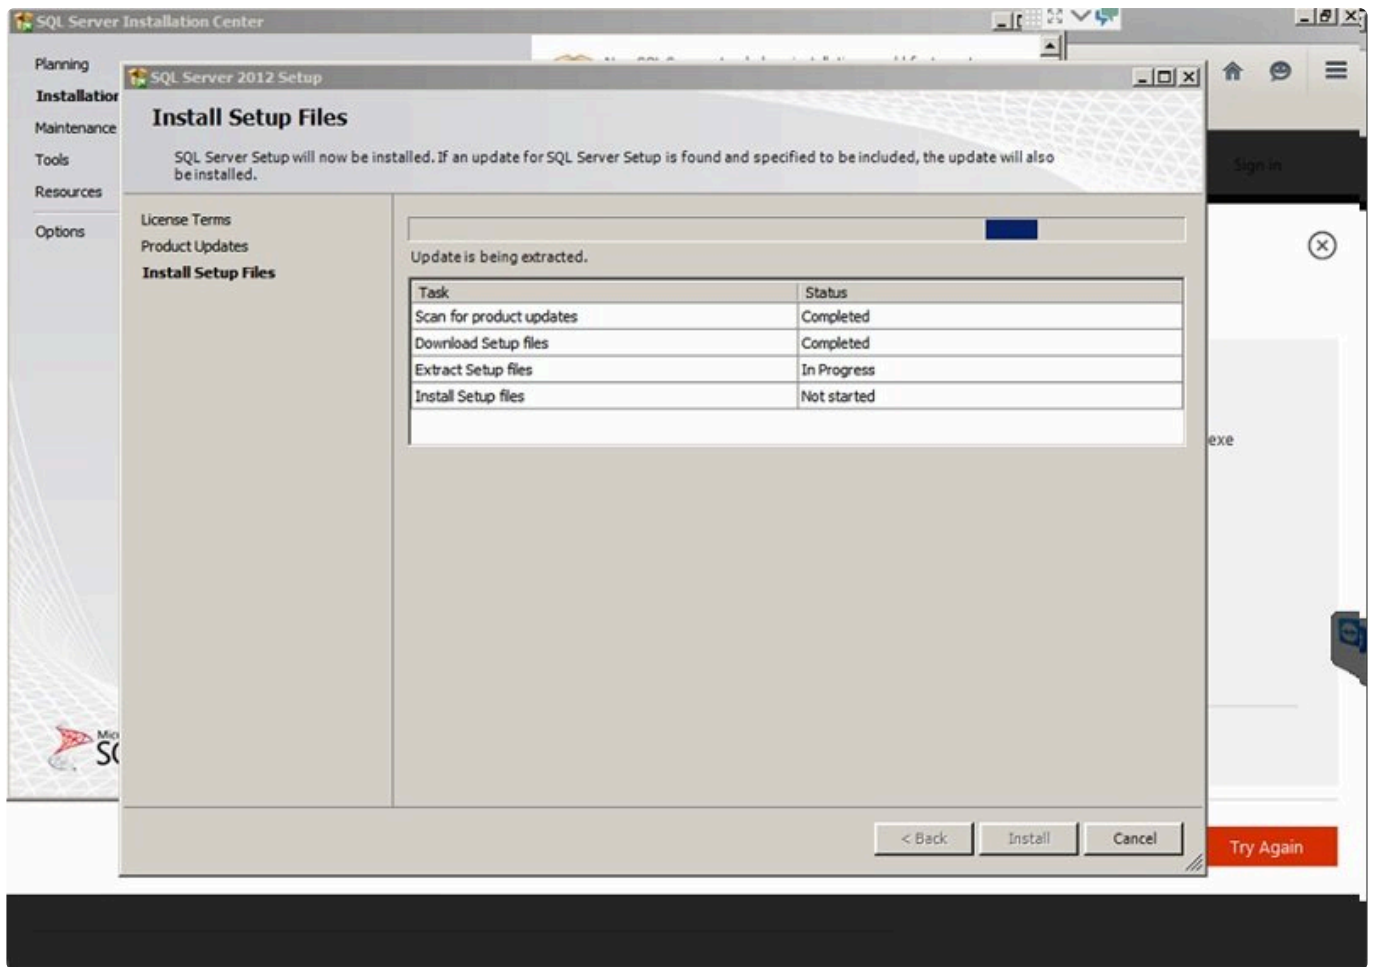 SQL Server Installation Center
Planning
Installation
Maintenance
Tools
Resources
Options
SQL Server 2012 Setup
Install Setup Files
SQL Server Setup will now be installed. If an update for SQL Server Setup is found and specified to be included, the update will also
be installed.
License Terms
Product Updates
Install Setup Files
Update is being extracted.
Task Status
Scan for product updates Completed
Download Setup files Completed
Extract Setup files In Progress
Install Setup files Not started
< Back Install Cancel
Sign in
exe
Try Again